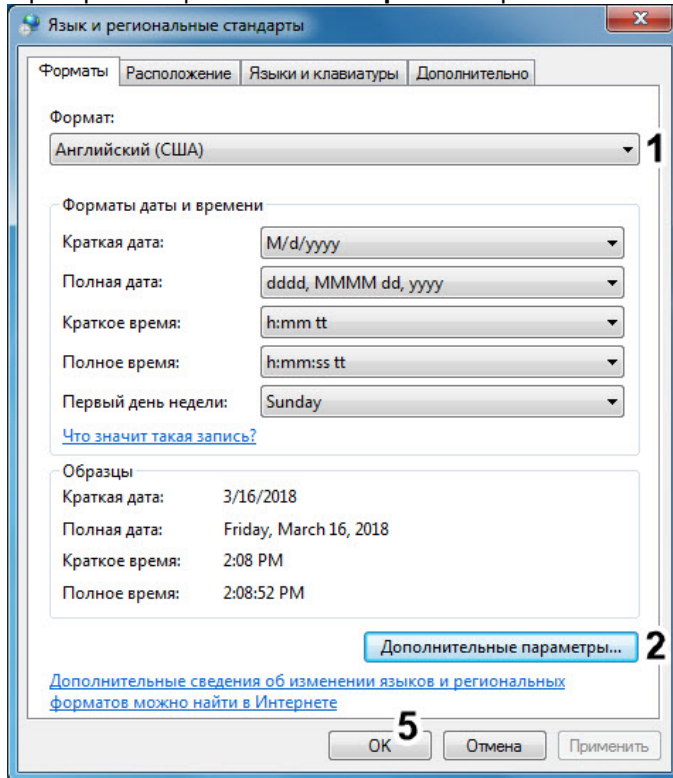 Язык и региональные стандарты
Форматы Расположение Языки и клавиатуры Дополнительно
Формат:
Английский (США) 1
Форматы даты и времени
Краткая дата: M/d/yyyy
Полная дата: dddd, MMMM dd, yyyy
Краткое время: h:mm tt
Полное время: h:mm:ss tt
Первый день недели: Sunday
Что значит такая запись?
Образцы
Краткая дата: 3/16/2018
Полная дата: Friday, March 16, 2018
Краткое время: 2:08 PM
Полное время: 2:08:52 PM
Дополнительные параметры... 2
Дополнительные сведения об изменении языков и региональных
форматов можно найти в Интернете
5
ОК Отмена Применить